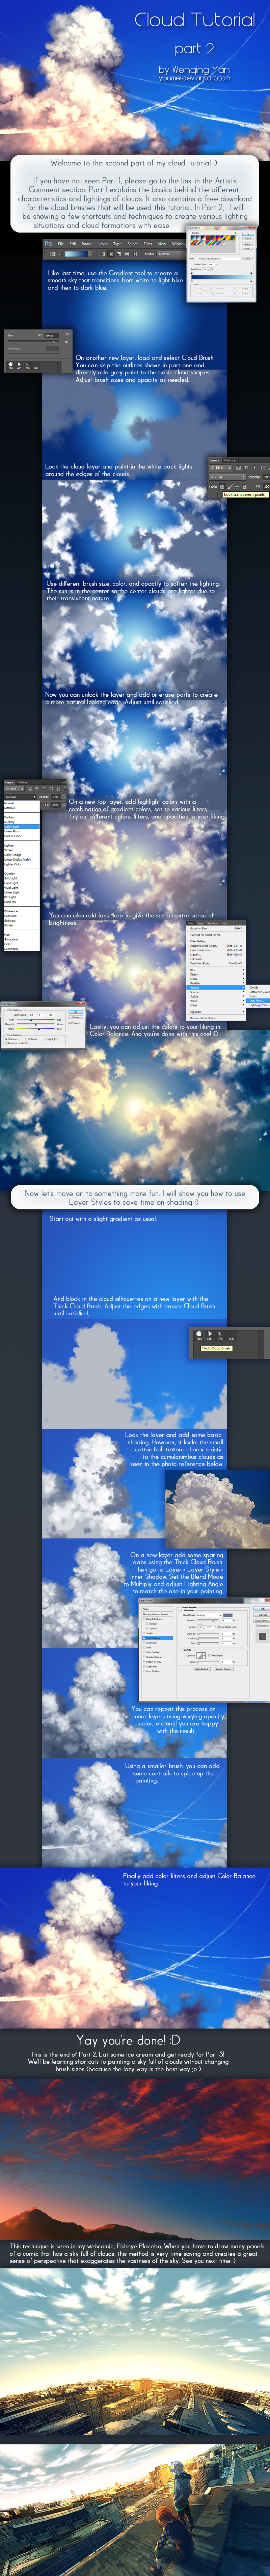 Cloud Tutorial
part 2
by Wenqing Yan
yuumei.deviantart.com
Welcome to the second part of my cloud tutorial :)
If you have not seen Part 1, please go to the link in the Artist's
Comment section. Part 1 explains the basics behind the different
characteristics and lightings of clouds. It also contains a free download
for the cloud brushes that will be used this tutorial. In Part 2, I will
be showing a few shortcuts and tricks to create various lighting
situations and cloud formations with ease.
Ps File Edit Image Layer Type Select Filter View
Like last time, use the Gradient tool to create a
smooth sky that transitions from white to light blue
and then to dark blue.
On another new layer, load and select Cloud Brush.
You can skip the outlines shown in part one and
directly add grey paint to the basic cloud shapes.
Adjust brush sizes and opacity as needed.
Lock the cloud layer and paint in the white back lights
around the edges of the clouds.
Lock transparent pixels
Use different brush size, color, and opacity to soften the lighting.
The sun is in the center so the center clouds are lighter due to
their translucent nature.
Now you can unlock the layer and add or erase parts to create
a more natural looking edge. Adjust until satisfied.
On a new top layer, add highlight colors with a
combination of gradient colors, set to various filters.
Try out different colors, filters, and opacities to your liking
You can also add lens flare to give the sun an extra sense of
brightness
Lastly, you can adjust the colors to your liking in
Color Balance. And you're done with this one! :D
Now let's move on to something more fun. I will show you how to use
Layer Styles to save time on shading :)
Start out with a slight gradient as usual.
And block in the cloud silhouettes on a new layer with the
Thick Cloud Brush. Adjust the edges with eraser Cloud Brush
until satisfied.
Thick Cloud Brush
Lock the layer and add some basic
shading. However, it lacks the small
cotton ball texture characteristic
to the cumulonimbus clouds as
seen in the photo reference below.
On a new layer add some sparing
dabs using the Thick Cloud Brush.
Then go to Layer > Layer Style >
Inner Shadow. Set the Blend Mode
to Multiply and adjust Lighting Angle
to match the one in your painting.
You can repeat this process on
more layers using varying opacity,
color, etc until you are happy
with the result.
Using a smaller brush, you can add
some contrails to spice up the
painting.
Finally add color filters and adjust Color Balance
to your liking.
Yay you're done! :D
This is the end of Part 2. Eat some ice cream and get ready for Part 3!
We'll be learning shortcuts to painting a sky full of clouds without changing
brush sizes (because the lazy way is the best way ;p )
This technique is seen in my webcomic, Fisheye Placebo. When you have to draw many panels
of a comic that has a sky full of clouds, this method is very time saving and creates a great
sense of perspective that exaggerates the vastness of the sky. See you next time :)